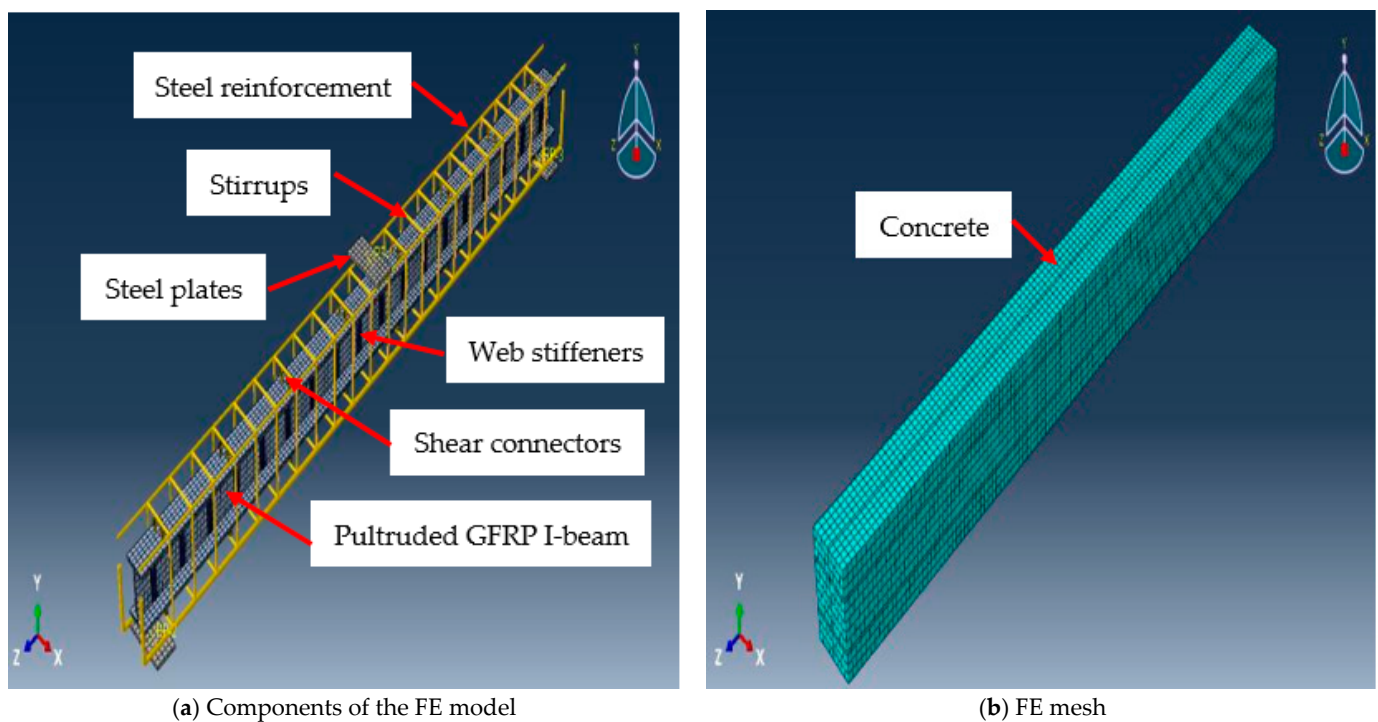 Steel reinforcement
Stirrups
Steel plates
Web stiffeners
Shear connectors
Pultruded GFRP I-beam
Y
Z
X
Y
Z X
(a) Components of the FE model
Concrete
Y
Z
X
Y
Z X
(b) FE mesh